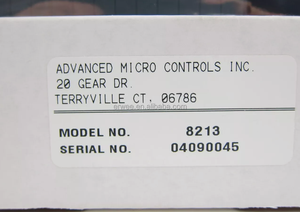 ADVANCED MICRO CONTROLS INC.
20 GEAR DR.
TERRYVILLE CT, 06786
MODEL NO. 8213
SERIAL NO. 04090045